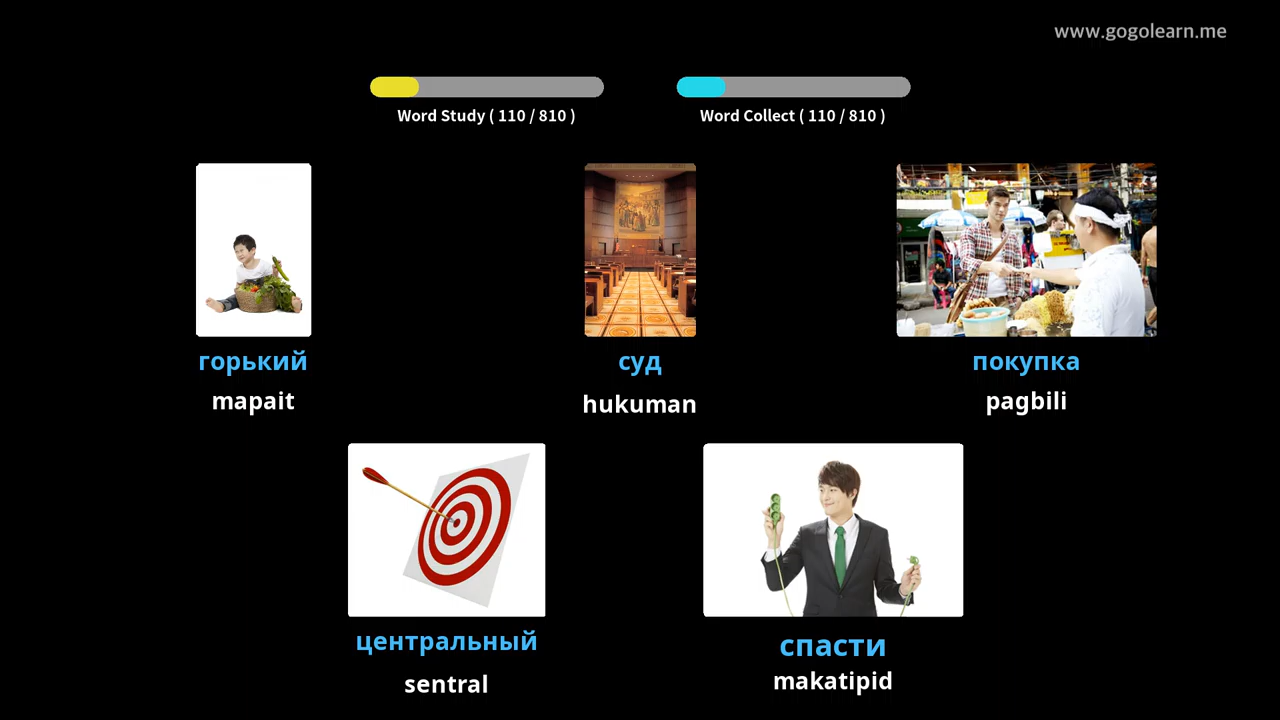 www.gogolearn.me
Word Study ( 110 / 810 )
Word Collect ( 110 / 810 )
горький
mapait
суд
hukuman
покупка
pagbili
центральный
sentral
спасти
makatipid